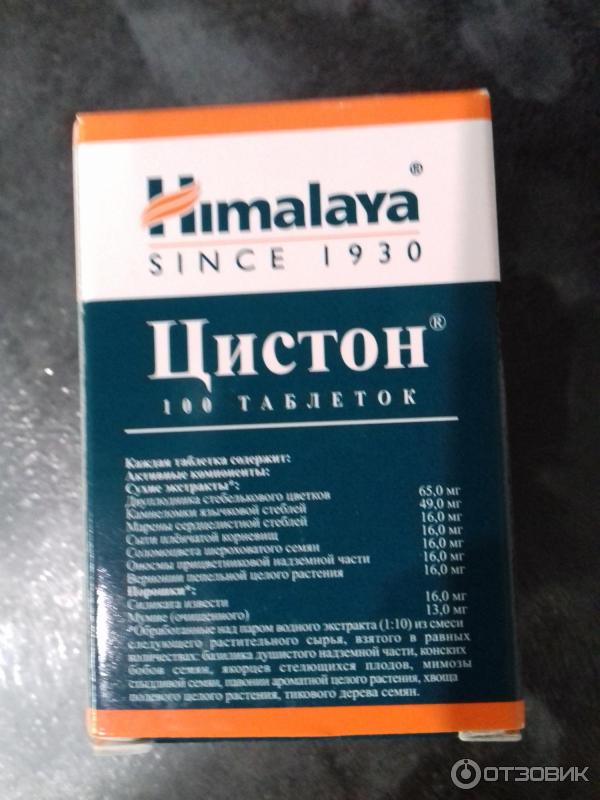 Himalaya®
SINCE 1930
Цистон®
100 ТАБЛЕТОК
Каждая таблетка содержит:
Активные компоненты:
Сухие экстракты*:
Двуплодника стебелькового цветков 65,0 мг
Камнеломки язычковой стеблей 49,0 мг
Марены сердцелистной стеблей 16,0 мг
Сыти плёнчатой корневищ 16,0 мг
Соломоцвета шероховатого семян 16,0 мг
Оносмы прицветниковой надземной части 16,0 мг
Вернонии пепельной целого растения 16,0 мг
Порошки*:
Силиката извести 16,0 мг
Мумие (очищенного) 13,0 мг
*Обработанные над паром водного экстракта (1:10) из смеси
следующего растительного сырья, взятого в равных
количествах: базилика душистого надземной части, конских
бобов семян, якорцев стелющихся плодов, мимозы
стыдливой семян, павонии ароматной целого растения, хвоща
полевого целого растения, тикового дерева семян.
ОТЗОВИК